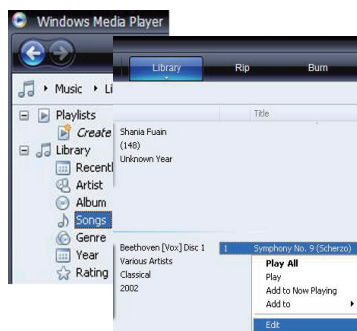 Windows Media Player
Music Li
Playlists
Create
Library
Recentl
Artist
Album
Songs
Genre
Year
Rating
Library Rip Burn
Title
Shania Fuain
(148)
Unknown Year
Beethoven [Vox] Disc 1 1 Symphony No. 9 (Scherzo)
Various Artists
Classical
2002
Play All
Play
Add to Now Playing
Add to
Edit